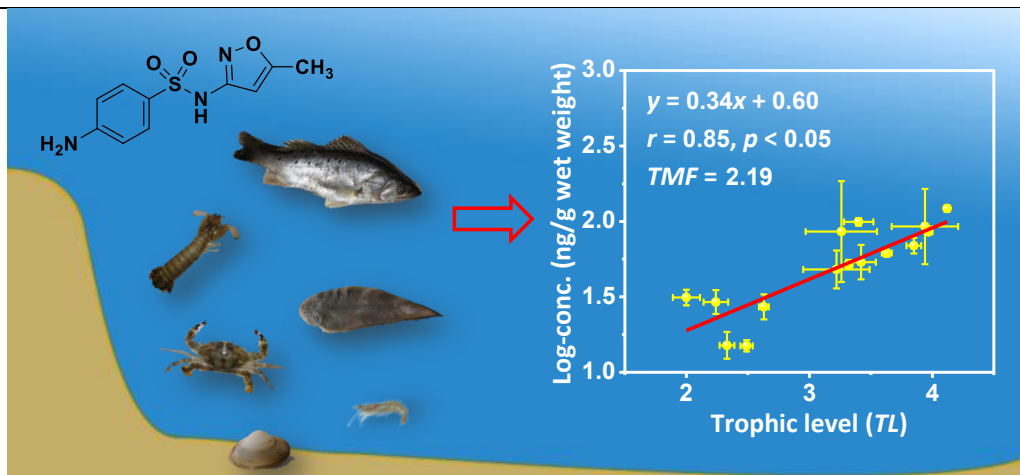 O O
S
N
H
N
O
CH₃
H₂N
y = 0.34x + 0.60
r = 0.85, p < 0.05
TMF = 2.19
Log-conc. (ng/g wet weight)
3.0
2.5
2.0
1.5
1.0
2 3 4
Trophic level (TL)